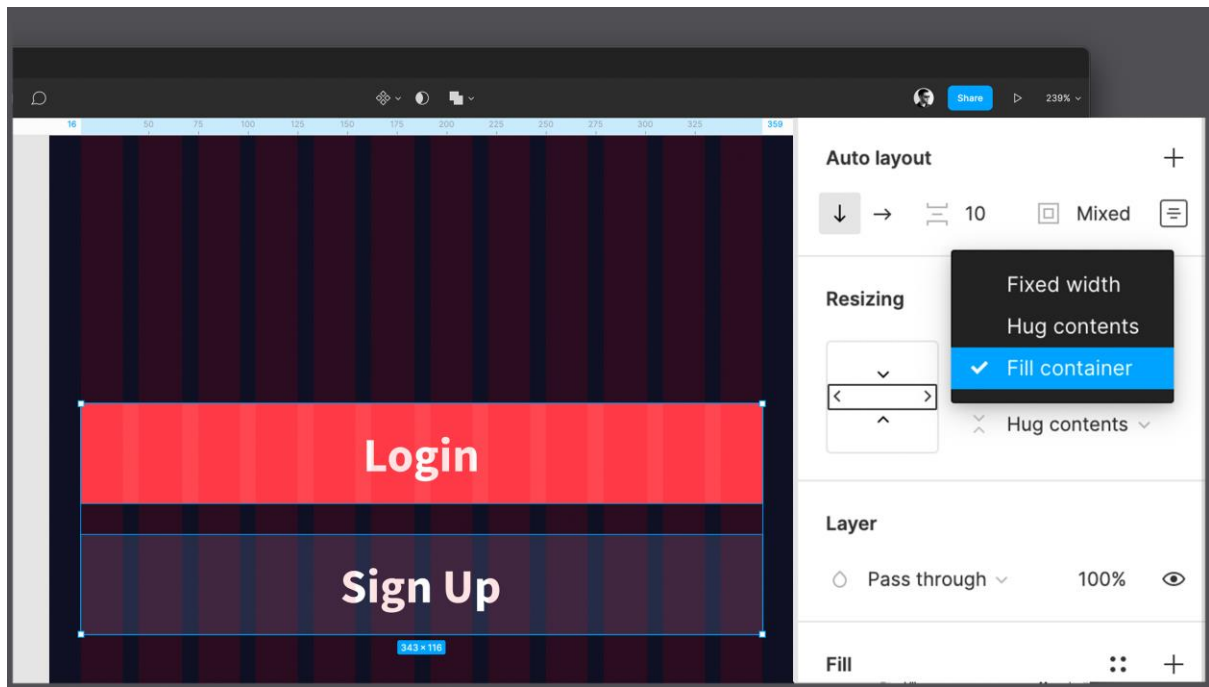 Share
239%
16 50 75 100 125 150 175 200 225 250 275 300 325 359
Auto layout
10 Mixed
Resizing
Fixed width
Hug contents
Fill container
Hug contents
Login
Sign Up
343 × 116
Layer
Pass through 100%
Fill